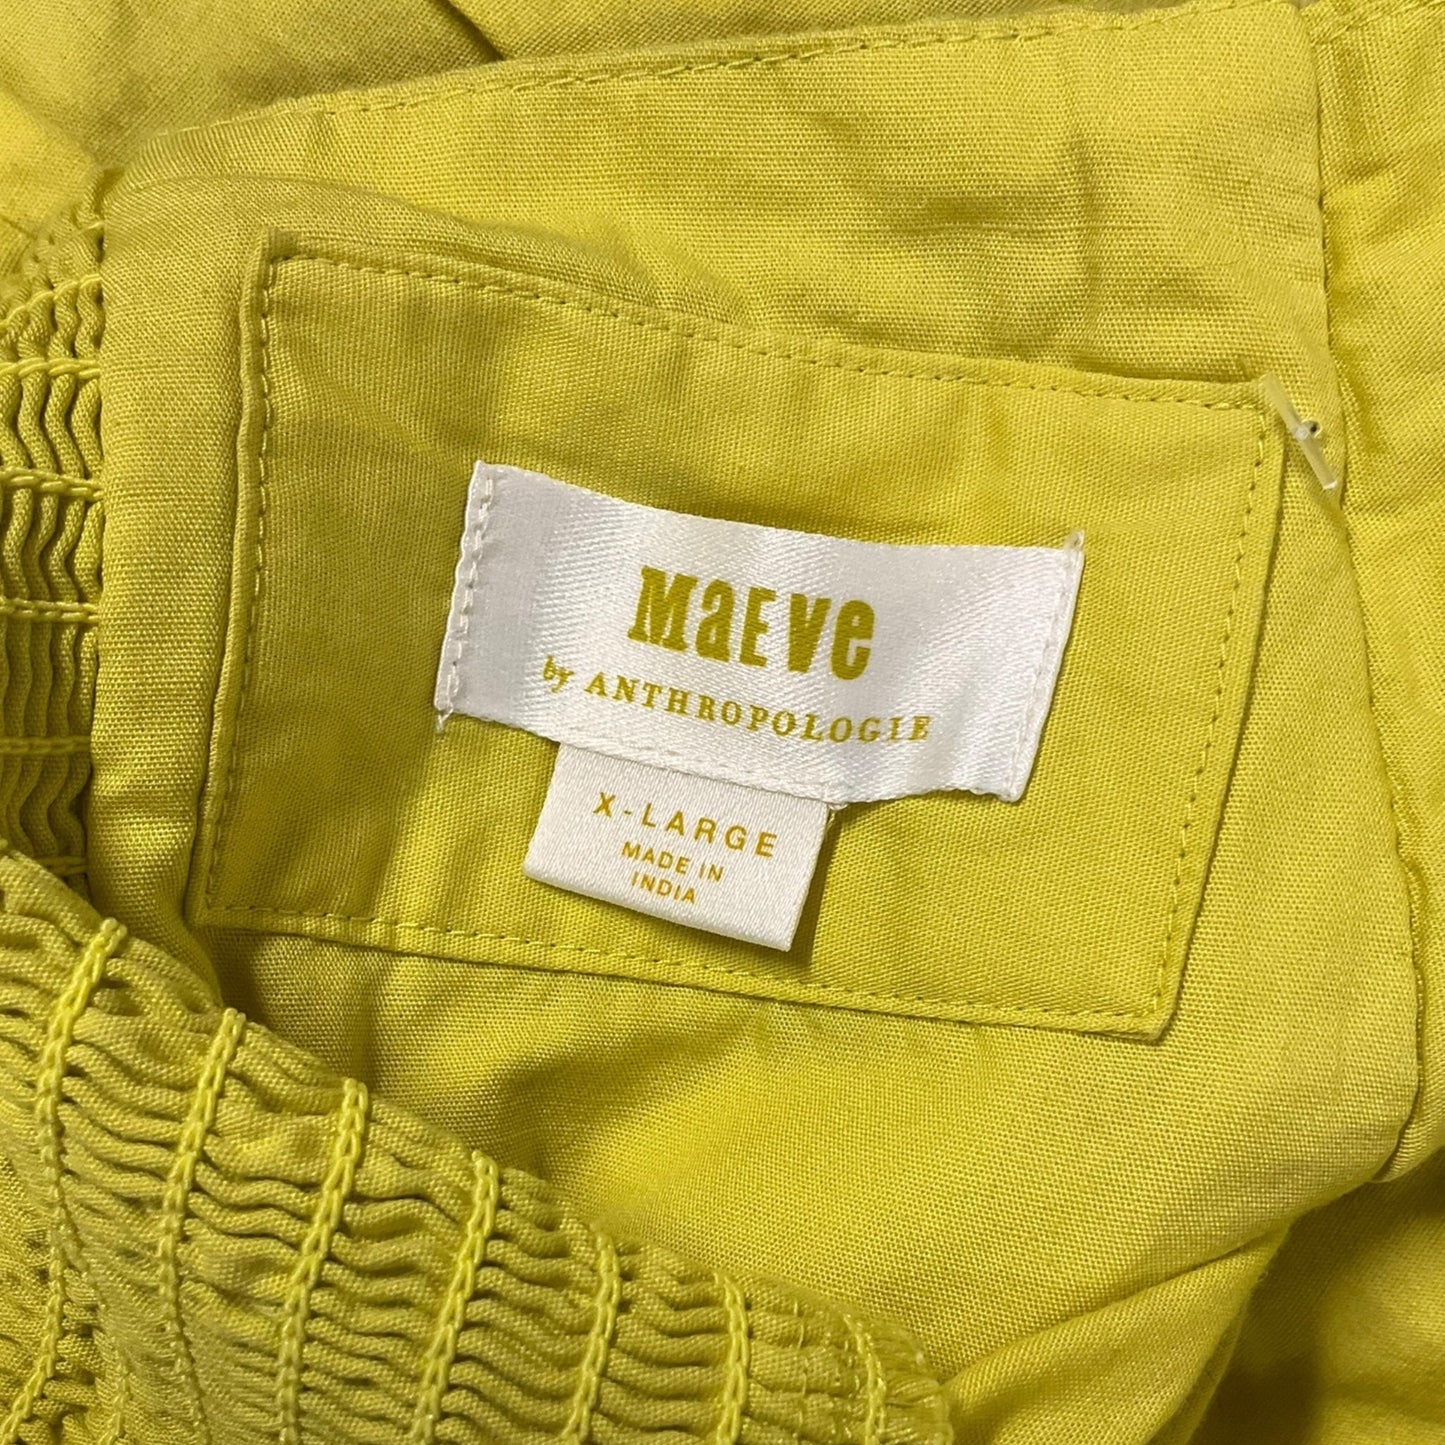 MaEve
by ANTHROPOLOGIE
X-LARGE
MADE IN
INDIA